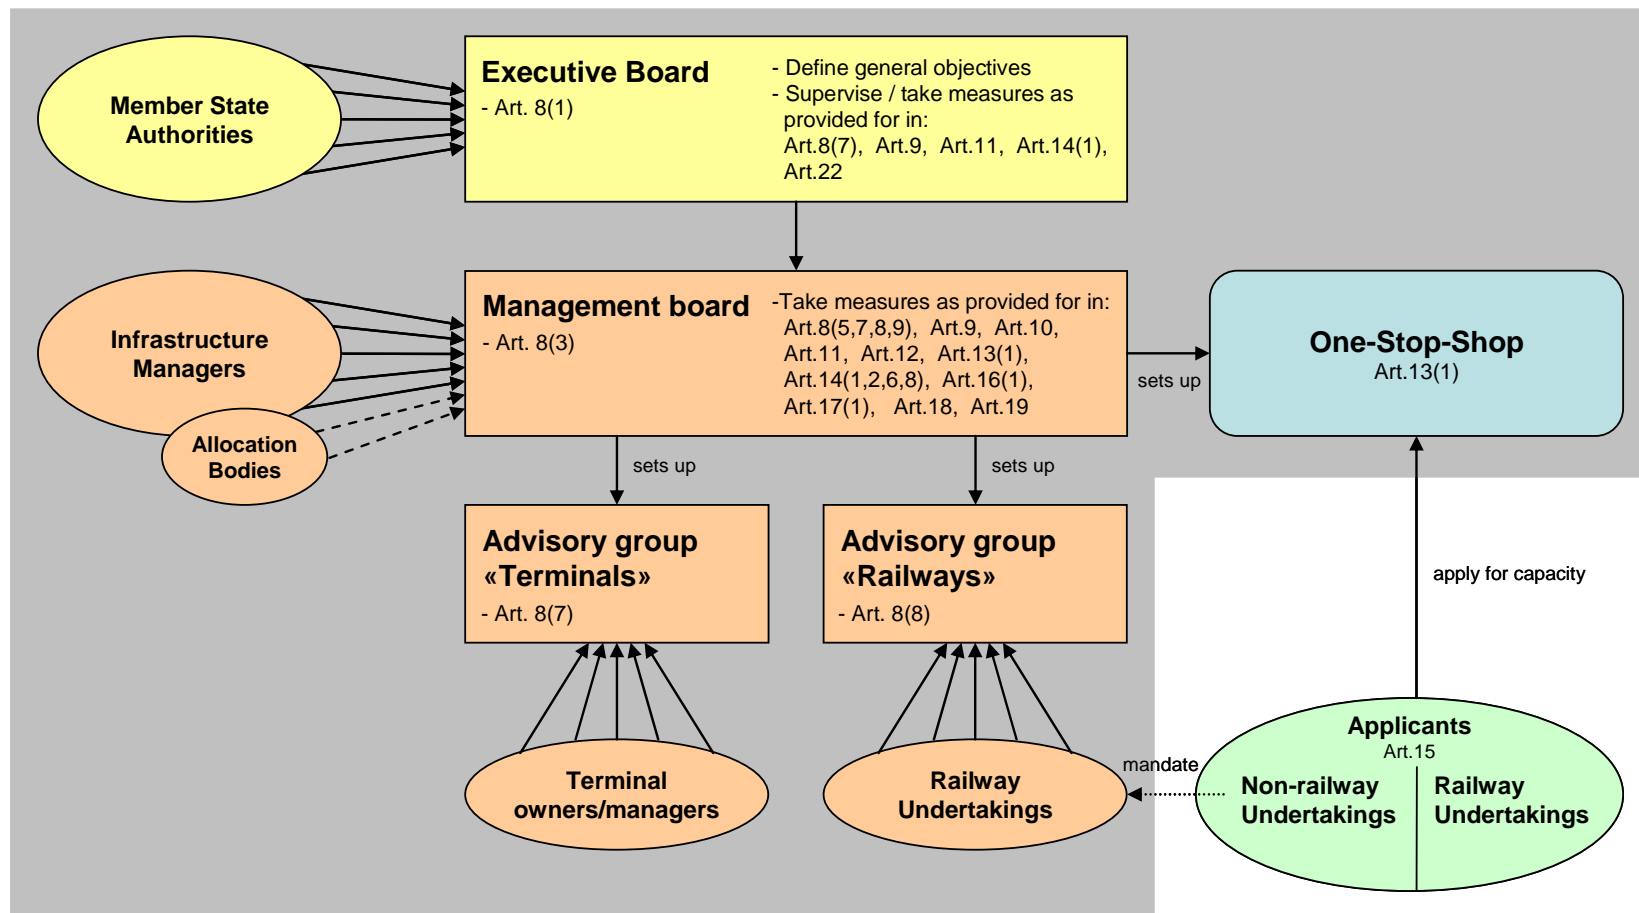 Member State
Authorities
Executive Board
- Art. 8(1)
- Define general objectives
- Supervise / take measures as
provided for in:
Art.8(7), Art.9, Art.11, Art.14(1),
Art.22
Infrastructure
Managers
Allocation
Bodies
Management board
- Art. 8(3)
-Take measures as provided for in:
Art.8(5,7,8,9), Art.9, Art.10,
Art.11, Art.12, Art.13(1),
Art.14(1,2,6,8), Art.16(1),
Art.17(1), Art.18, Art.19
sets up
One-Stop-Shop
Art.13(1)
sets up
sets up
Advisory group
«Terminals»
- Art. 8(7)
Advisory group
«Railways»
- Art. 8(8)
apply for capacity
Terminal
owners/managers
Railway
Undertakings
mandate
Applicants
Art.15
Non-railway
Undertakings
Railway
Undertakings